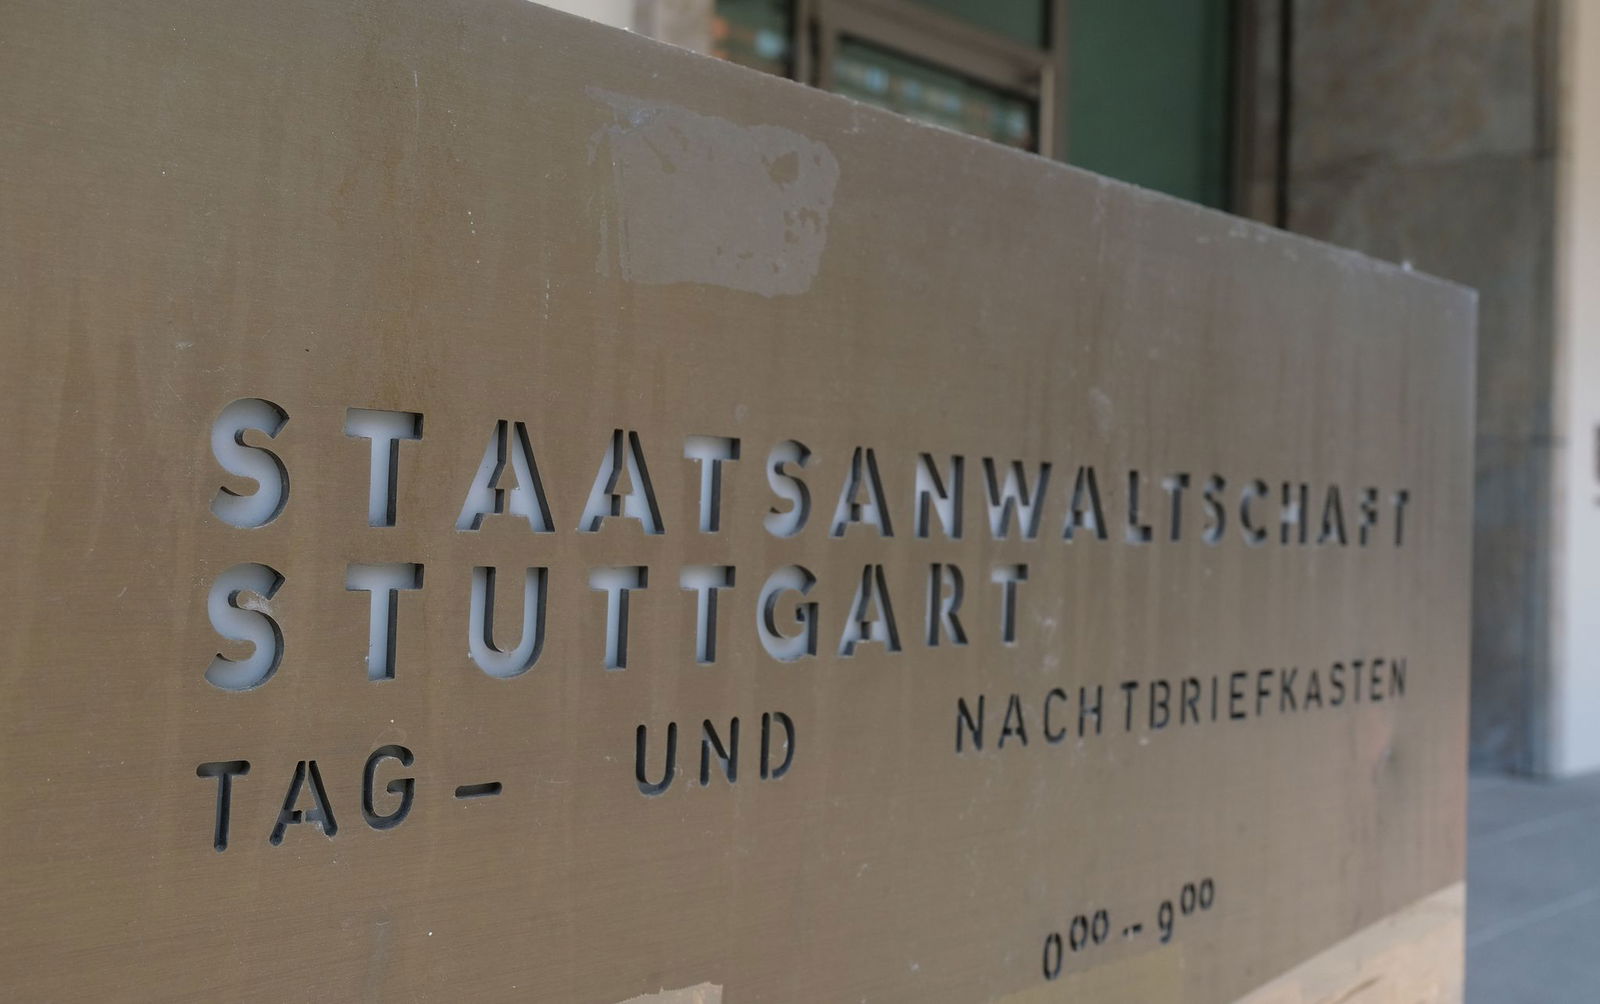 STAATSANWALTSCHAFT
STUTTGART
TAG- UND NACHTBRIEFKASTEN
0⁰⁰ - 9⁰⁰